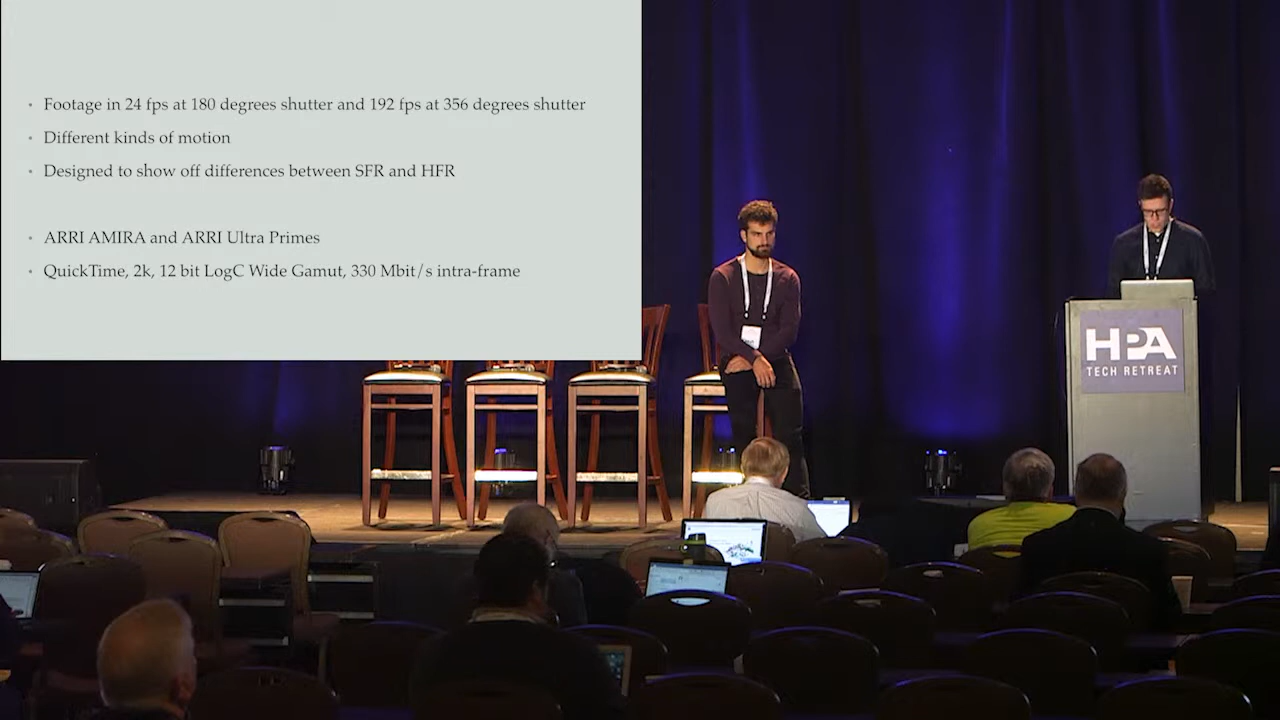 • Footage in 24 fps at 180 degrees shutter and 192 fps at 356 degrees shutter
• Different kinds of motion
• Designed to show off differences between SFR and HFR
• ARRI AMIRA and ARRI Ultra Primes
• QuickTime, 2k, 12 bit LogC Wide Gamut, 330 Mbit/s intra-frame
HPA
TECH RETREAT